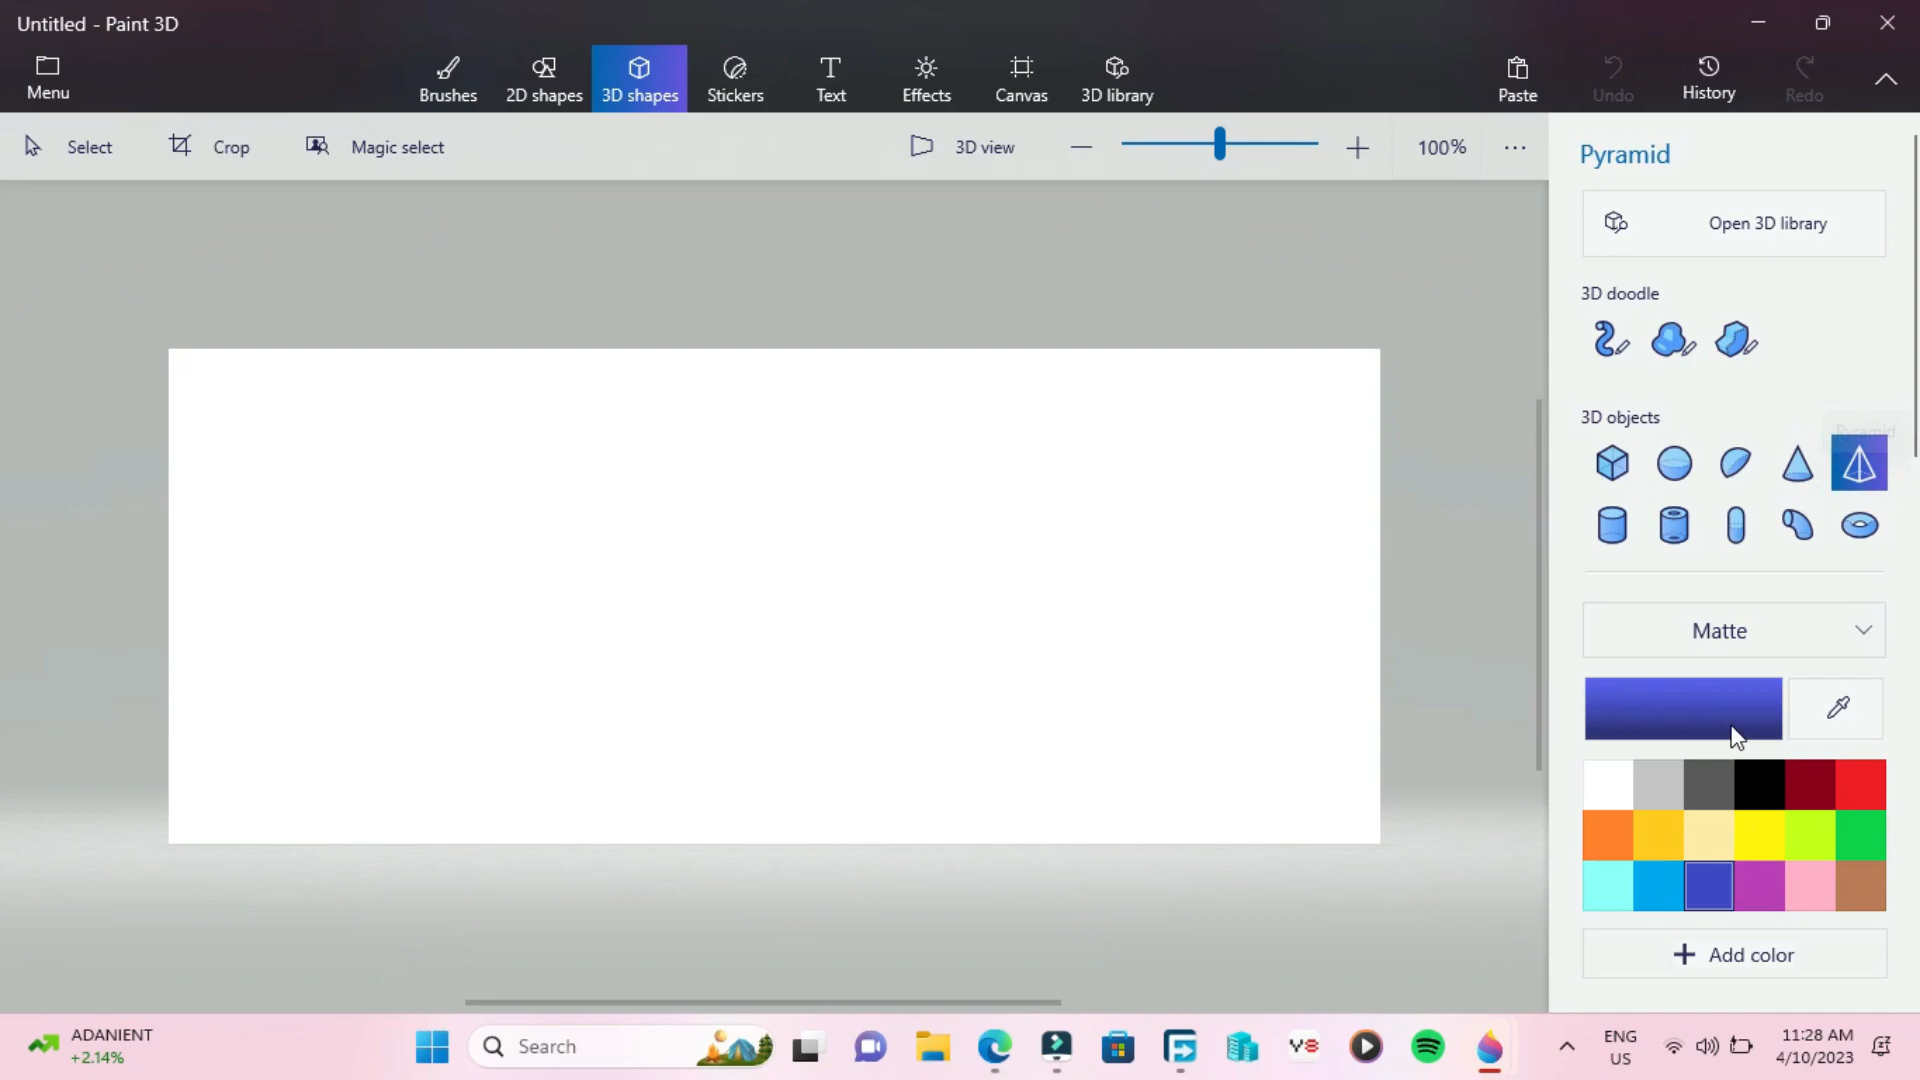 Untitled - Paint 3D
Menu
Brushes
2D shapes
3D shapes
Stickers
Text
Effects
Canvas
3D library
Paste
Undo
History
Redo
Select
Crop
Magic select
3D view
100%
Pyramid
Open 3D library
3D doodle
3D objects
Pyramid
Matte
Add color
ADANIENT
+2.14%
Search
Y8
ENG
US
11:28 AM
4/10/2023